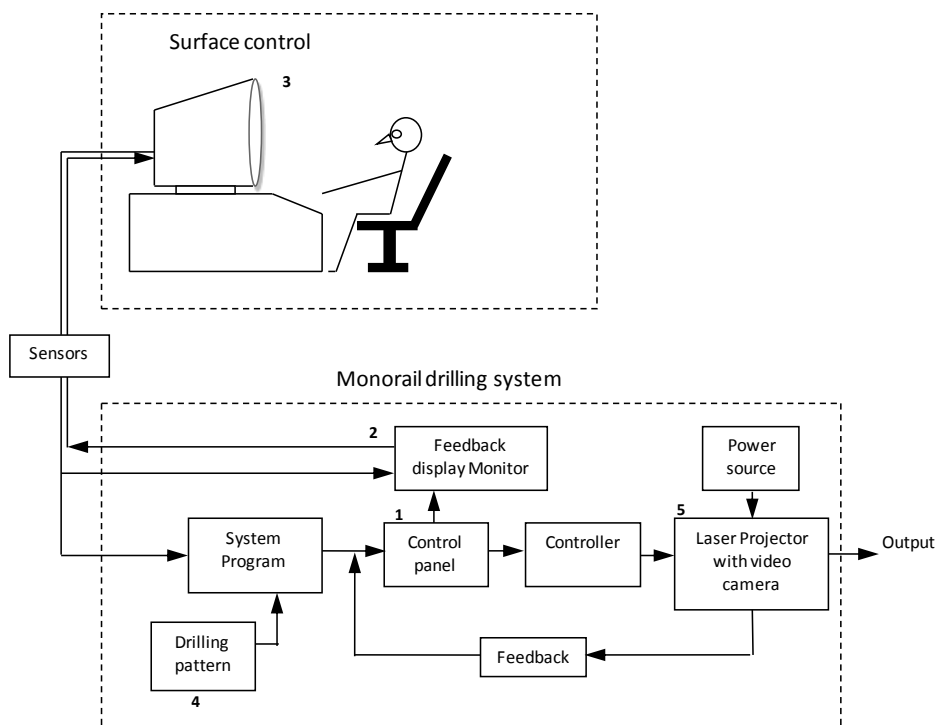 Surface control
3
Sensors
Monorail drilling system
2
Feedback
display Monitor
Power
source
1
5
System
Program
Control
panel
Controller
Laser Projector
with video
camera
Output
Drilling
pattern
4
Feedback